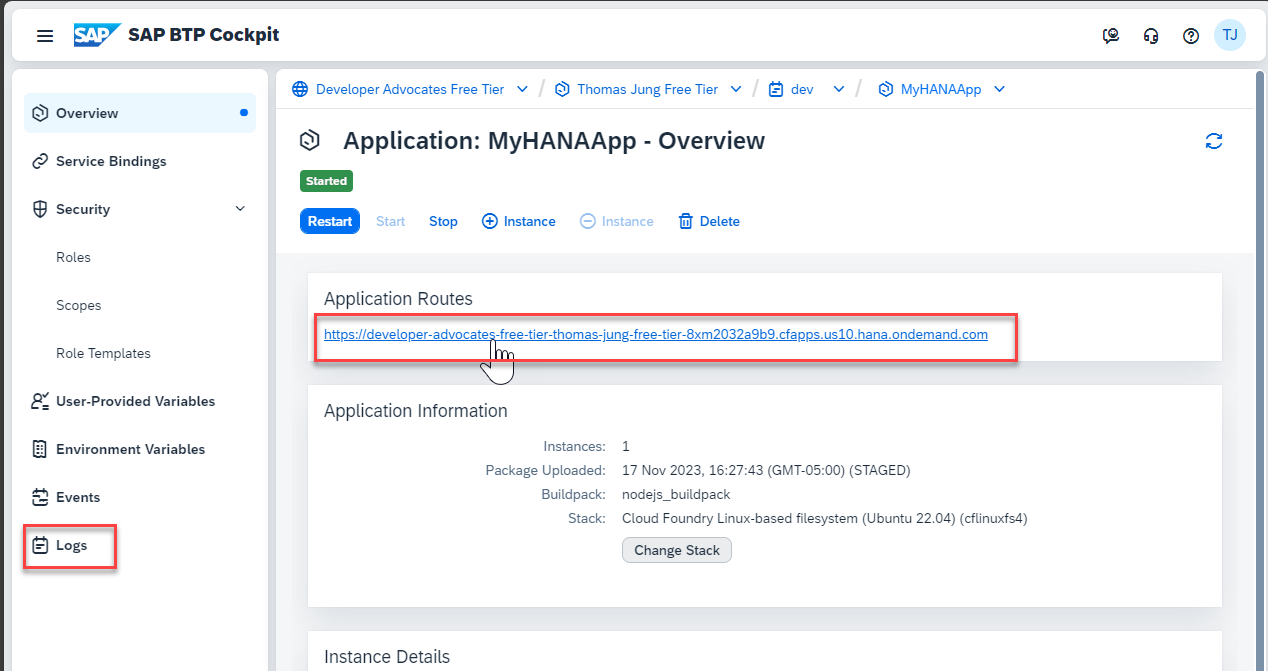 SAP SAP BTP Cockpit
TJ
Overview
Service Bindings
Security
Roles
Scopes
Role Templates
User-Provided Variables
Environment Variables
Events
Logs
Developer Advocates Free Tier / Thomas Jung Free Tier / dev / MyHANAApp
Application: MyHANAApp - Overview
Started
Restart Start Stop Instance Instance Delete
Application Routes
https://developer-advocates-free-tier-thomas-jung-free-tier-8xm2032a9b9.cfapps.us10.hana.ondemand.com
Application Information
Instances: 1
Package Uploaded: 17 Nov 2023, 16:27:43 (GMT-05:00) (STAGED)
Buildpack: nodejs_buildpack
Stack: Cloud Foundry Linux-based filesystem (Ubuntu 22.04) (cflinuxfs4)
Change Stack
Instance Details